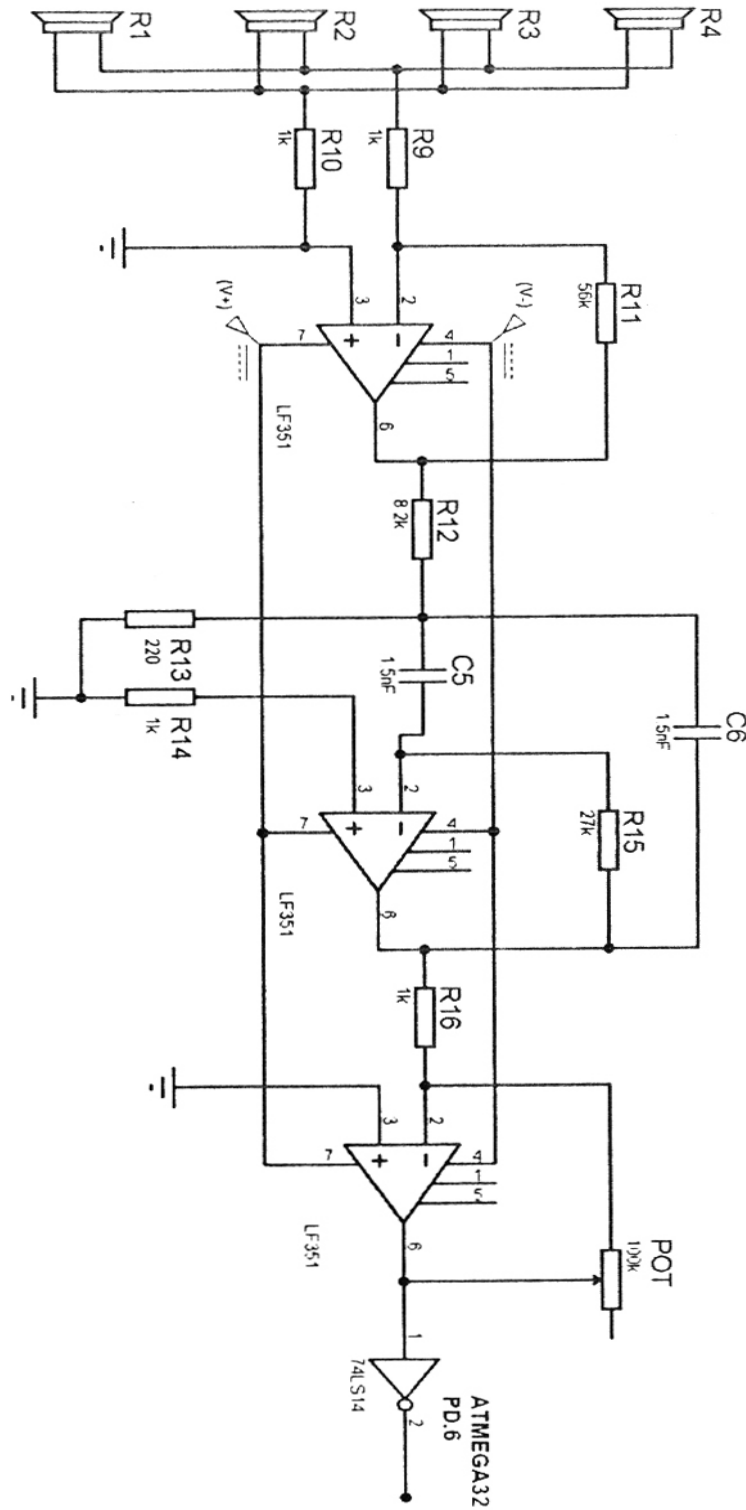 R1
R2
R3
R4
R10
1k
R9
1k
R11
56k
3
2
(V+)
(V-)
7
4
1
5
+
-
6
LF351
R12
8.2k
R13
220
R14
1k
C5
1.5nF
C6
1.5nF
3
2
7
4
1
5
+
-
6
LF351
R15
27k
R16
1k
3
2
7
4
1
5
+
-
6
LF351
POT
100k
1
74LS14
2
ATMEGA32
PD.6